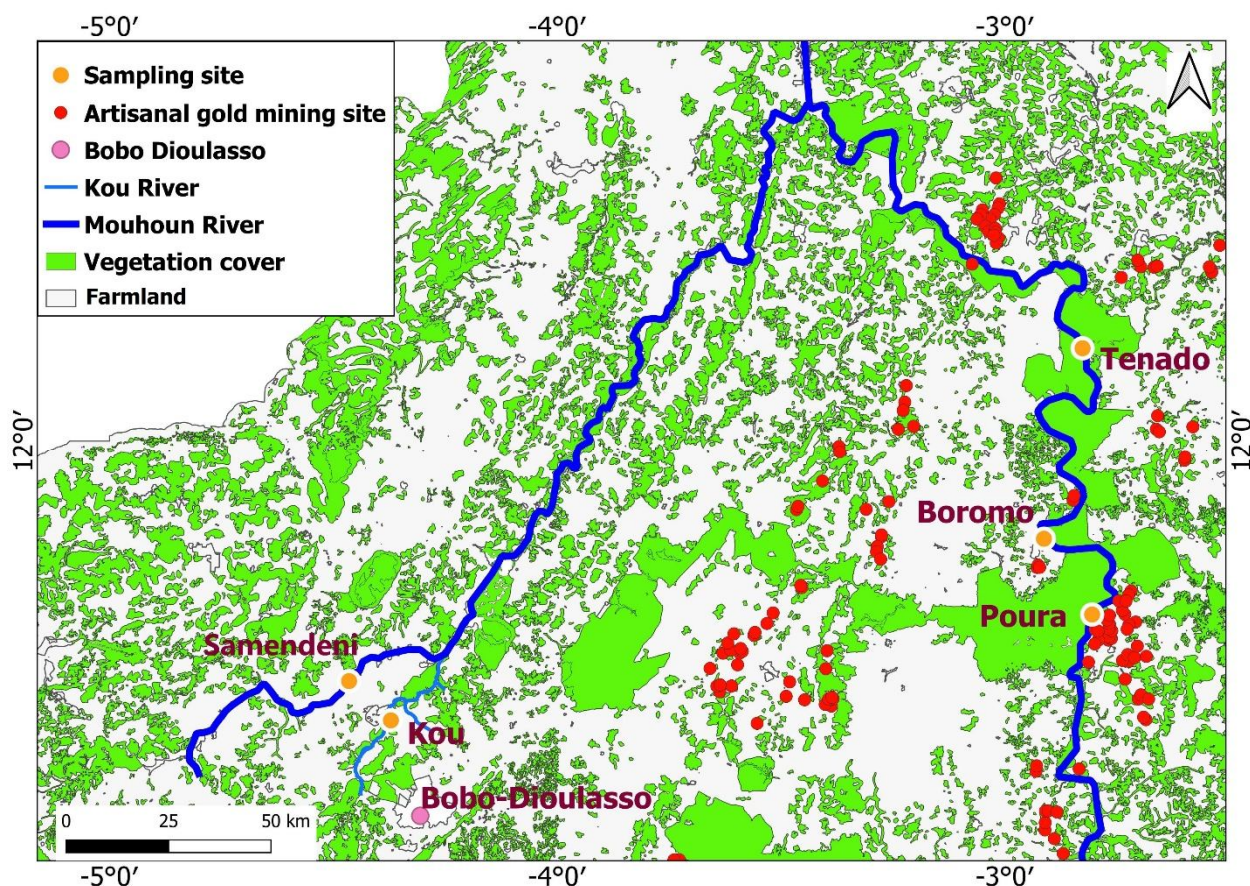 -5°0′ -4°0′ -3°0′
Sampling site
Artisanal gold mining site
Bobo Dioulasso
Kou River
Mouhoun River
Vegetation cover
Farmland
Tenado
12°0′ 12°0′
Boromo
Poura
Samendeni
Kou
Bobo-Dioulasso
0 25 50 km
-5°0′ -4°0′ -3°0′